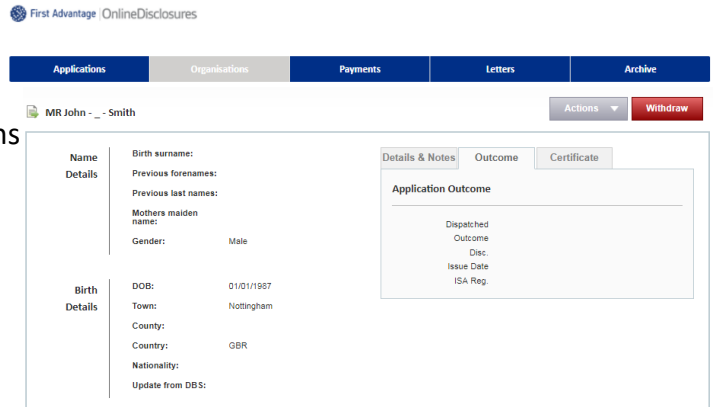 First Advantage | OnlineDisclosures
Applications Organisations Payments Letters Archive
MR John - _ - Smith
Actions Withdraw
ns
Name Details
Birth surname:
Previous forenames:
Previous last names:
Mothers maiden name:
Gender: Male
Birth Details
DOB: 01/01/1987
Town: Nottingham
County:
Country: GBR
Nationality:
Update from DBS:
Details & Notes Outcome Certificate
Application Outcome
Dispatched
Outcome
Disc.
Issue Date
ISA Reg.